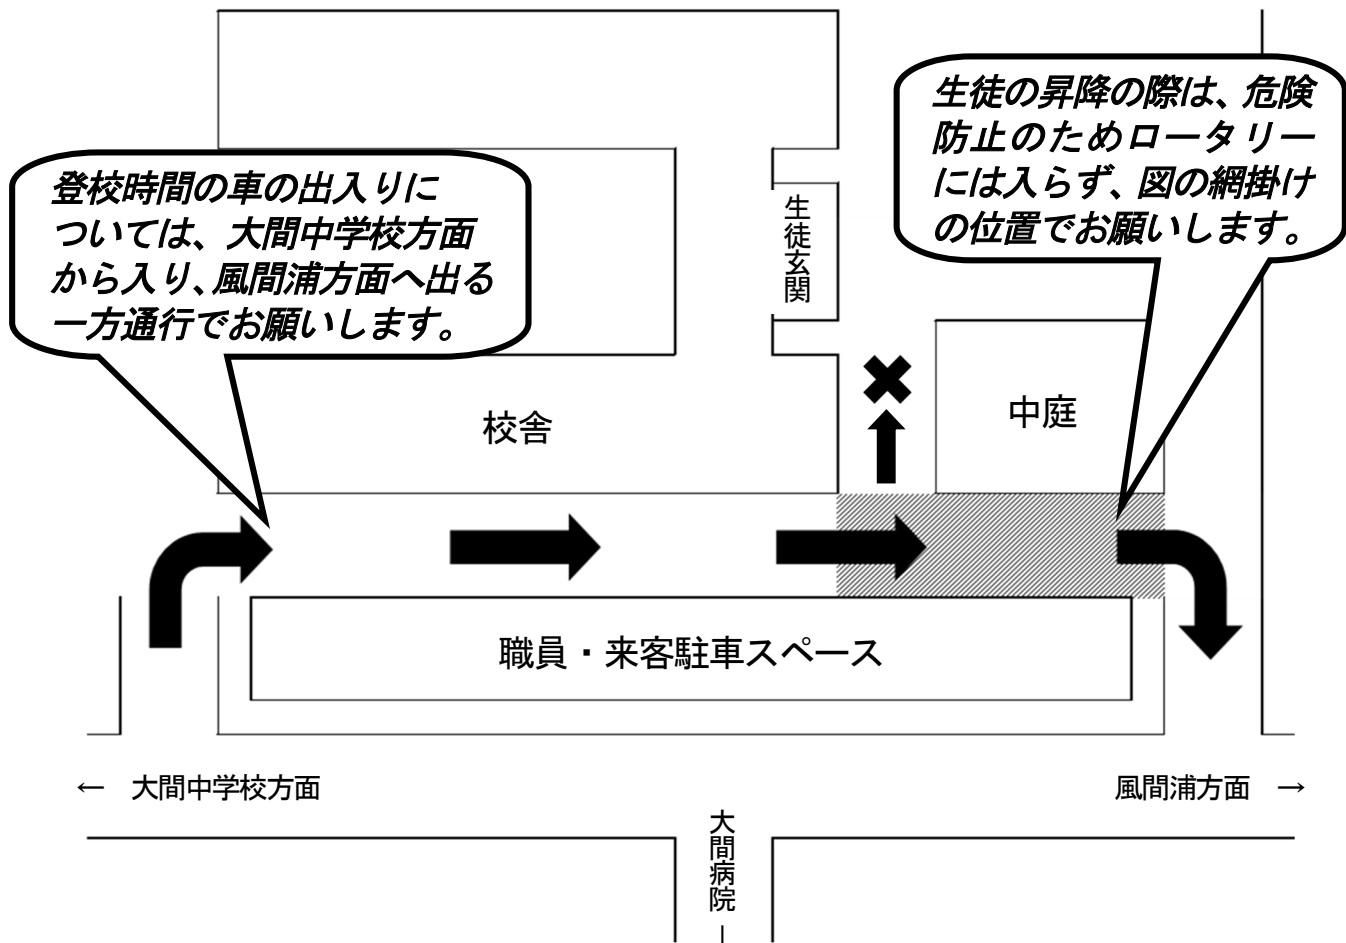 生徒の昇降の際は、危険
防止のためロータリー
には入らず、図の網掛け
の位置でお願いします。
登校時間の車の出入りに
ついては、大間中学校方面
から入り、風間浦方面へ出る
一方通行でお願いします。
生徒玄関
校舎
中庭
職員・来客駐車スペース
← 大間中学校方面
風間浦方面 →
大間病院